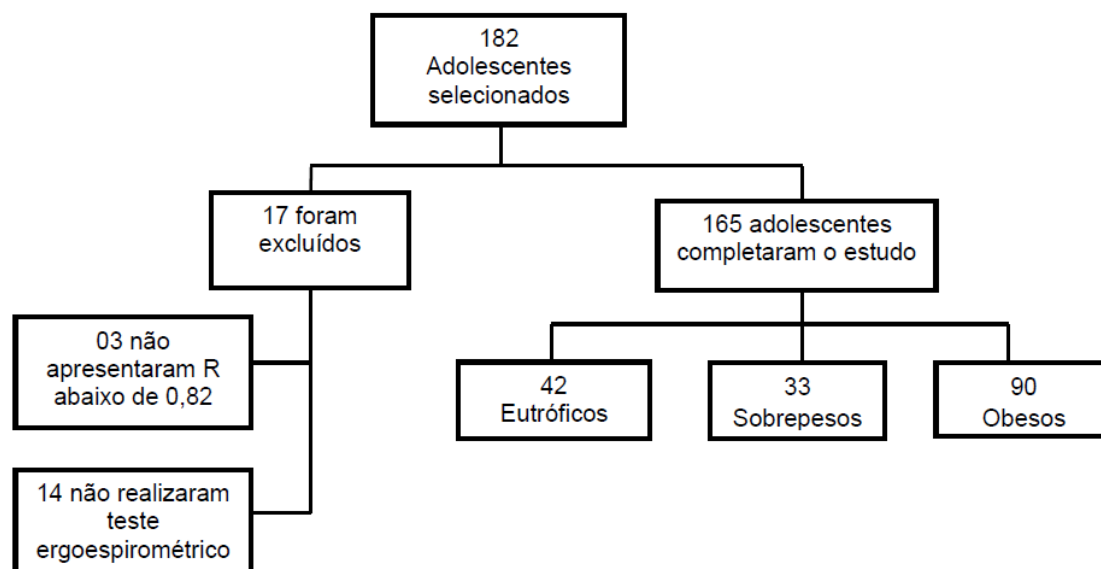 182
Adolescentes
selecionados
17 foram
excluídos
165 adolescentes
completaram o estudo
03 não
apresentaram R
abaixo de 0,82
14 não realizaram
teste
ergoespirométrico
42
Eutróficos
33
Sobrepesos
90
Obesos